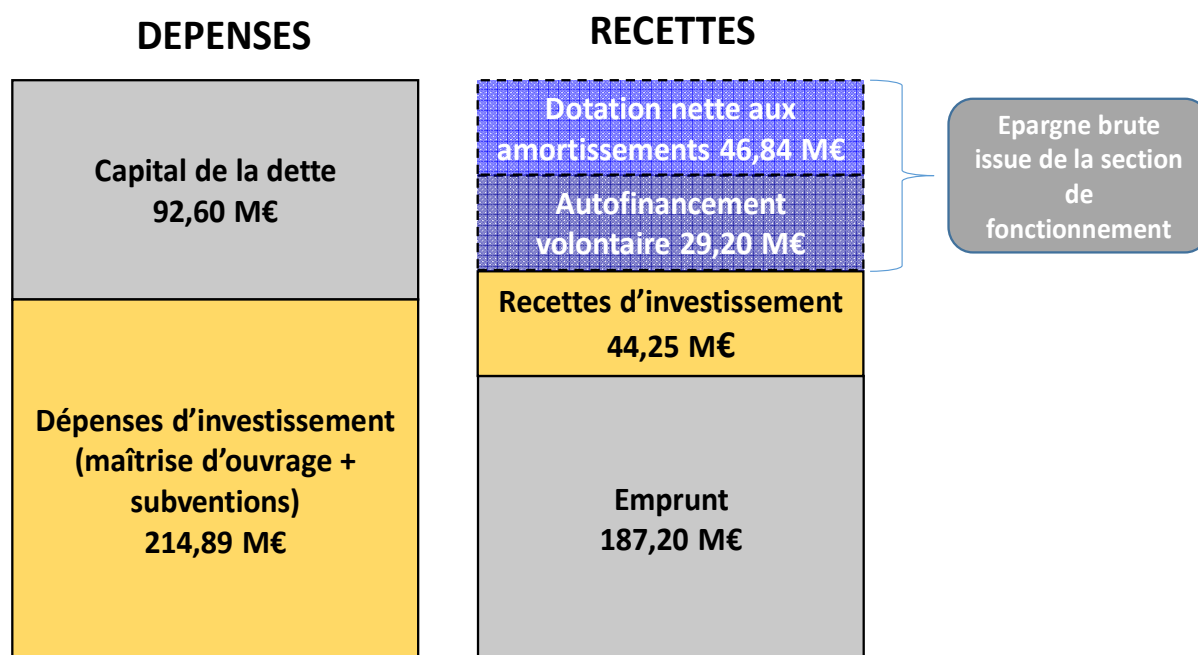 DEPENSES
RECETTES
Capital de la dette
92,60 M€
Dépenses d'investissement
(maîtrise d'ouvrage +
subventions)
214,89 M€
Dotation nette aux
amortissements 46,84 M€
Autofinancement
volontaire 29,20 M€
Recettes d'investissement
44,25 M€
Emprunt
187,20 M€
Epargne brute
issue de la section
de
fonctionnement